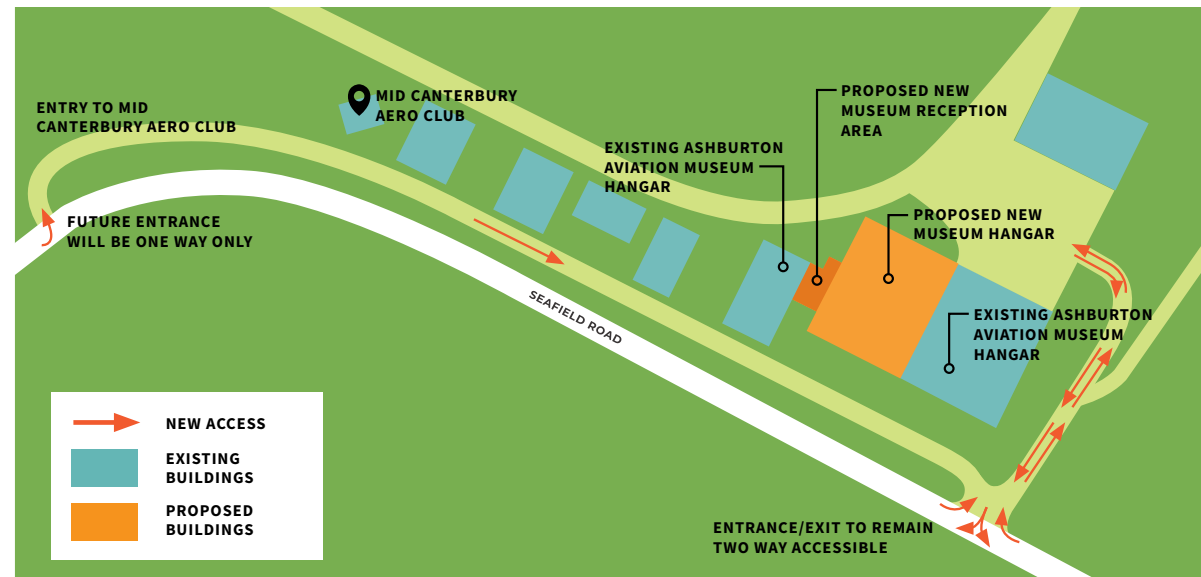 ENTRY TO MID
CANTERBURY AERO CLUB
MID CANTERBURY
AERO CLUB
PROPOSED NEW
MUSEUM RECEPTION
AREA
EXISTING ASHBURTON
AVIATION MUSEUM
HANGAR
FUTURE ENTRANCE
WILL BE ONE WAY ONLY
PROPOSED NEW
MUSEUM HANGAR
SEAFIELD ROAD
EXISTING ASHBURTON
AVIATION MUSEUM
HANGAR
NEW ACCESS
EXISTING
BUILDINGS
PROPOSED
BUILDINGS
ENTRANCE/EXIT TO REMAIN
TWO WAY ACCESSIBLE